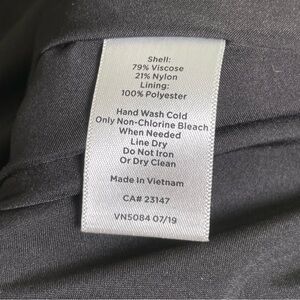 Shell:
79% Viscose
21% Nylon
Lining:
100% Polyester
Hand Wash Cold
Only Non-Chlorine Bleach
When Needed
Line Dry
Do Not Iron
Or Dry Clean
Made in Vietnam
CA# 23147
VN5084 07/19